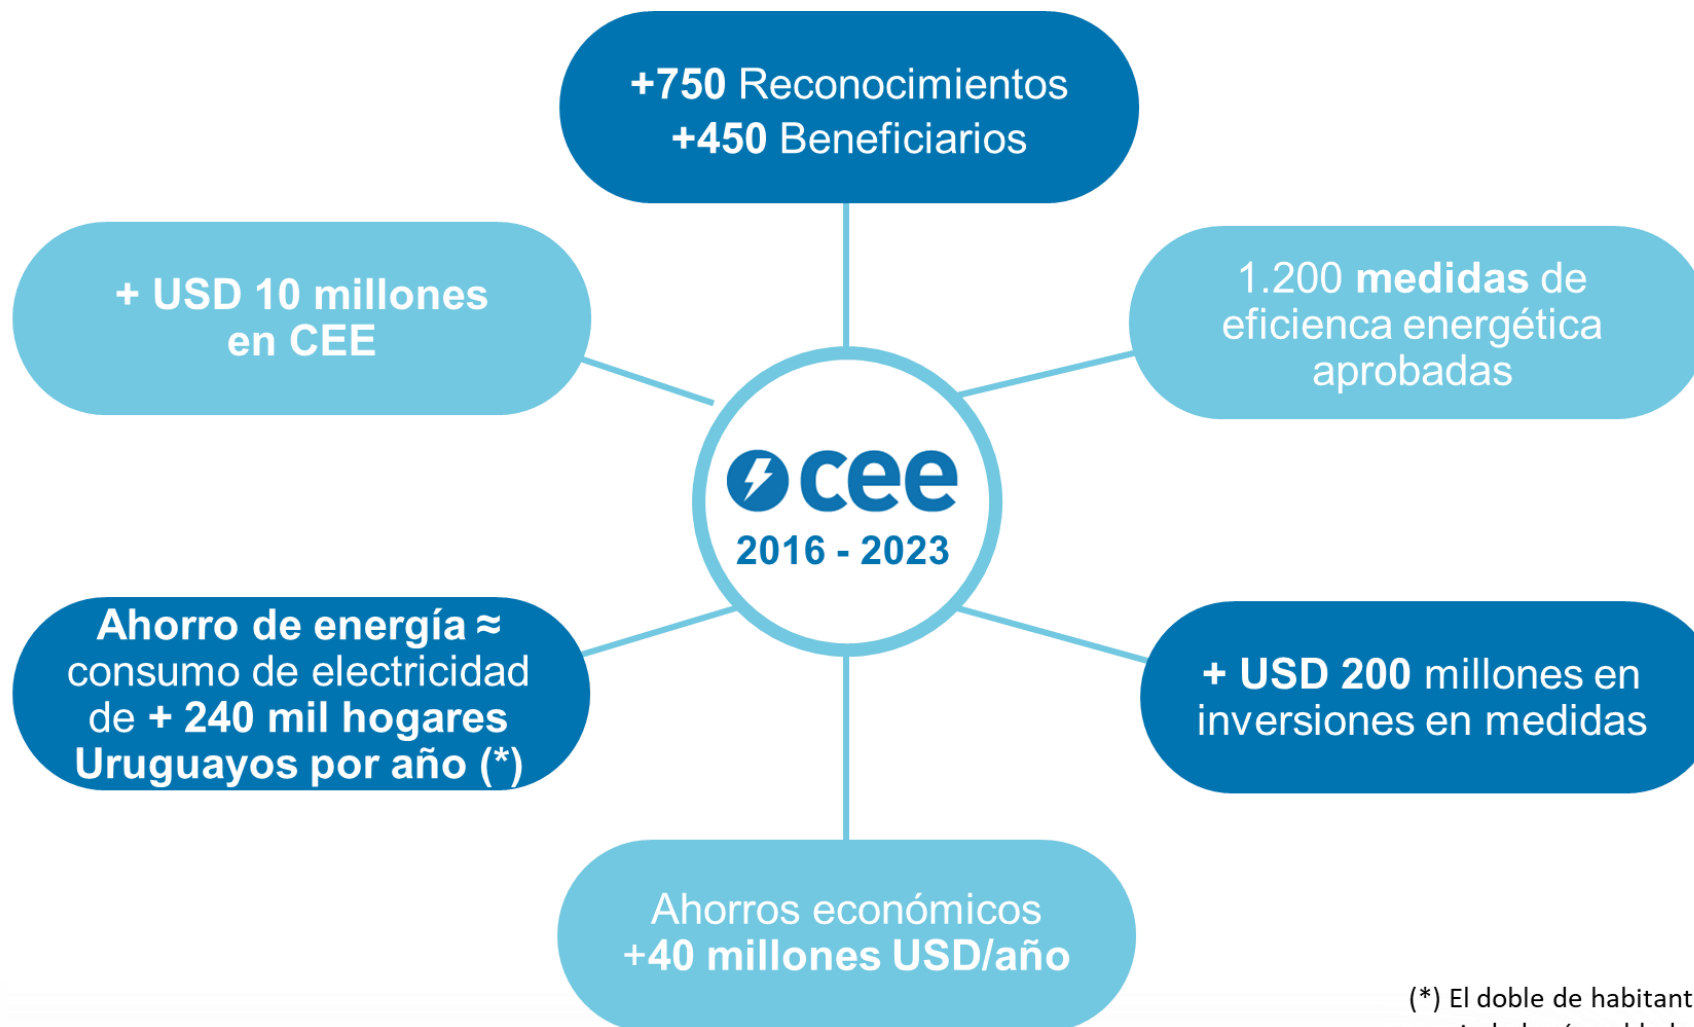 +750 Reconocimientos
+450 Beneficiarios
+ USD 10 millones
en CEE
1.200 medidas de
eficienca energética
aprobadas
cee
2016 - 2023
Ahorro de energía ≈
consumo de electricidad
de + 240 mil hogares
Uruguayos por año (*)
+ USD 200 millones en
inversiones en medidas
Ahorros económicos
+40 millones USD/año
(*) El doble de habitant